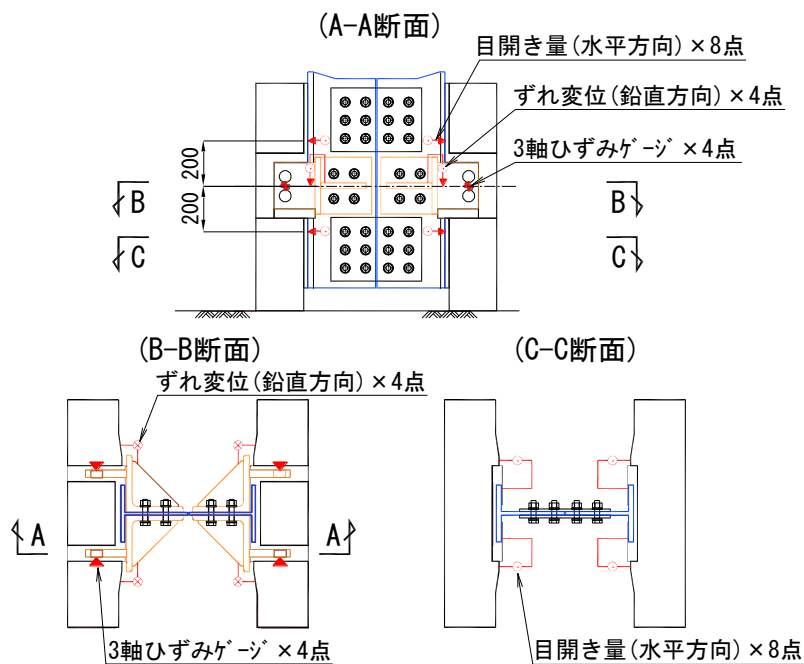 (A-A断面)
目開き量(水平方向)×8点
ずれ変位(鉛直方向)×4点
3軸ひずみｹﾞｰｼﾞ×4点
200
200
B
B
C
C
(B-B断面)
(C-C断面)
ずれ変位(鉛直方向)×4点
A
A
3軸ひずみｹﾞｰｼﾞ×4点
目開き量(水平方向)×8点